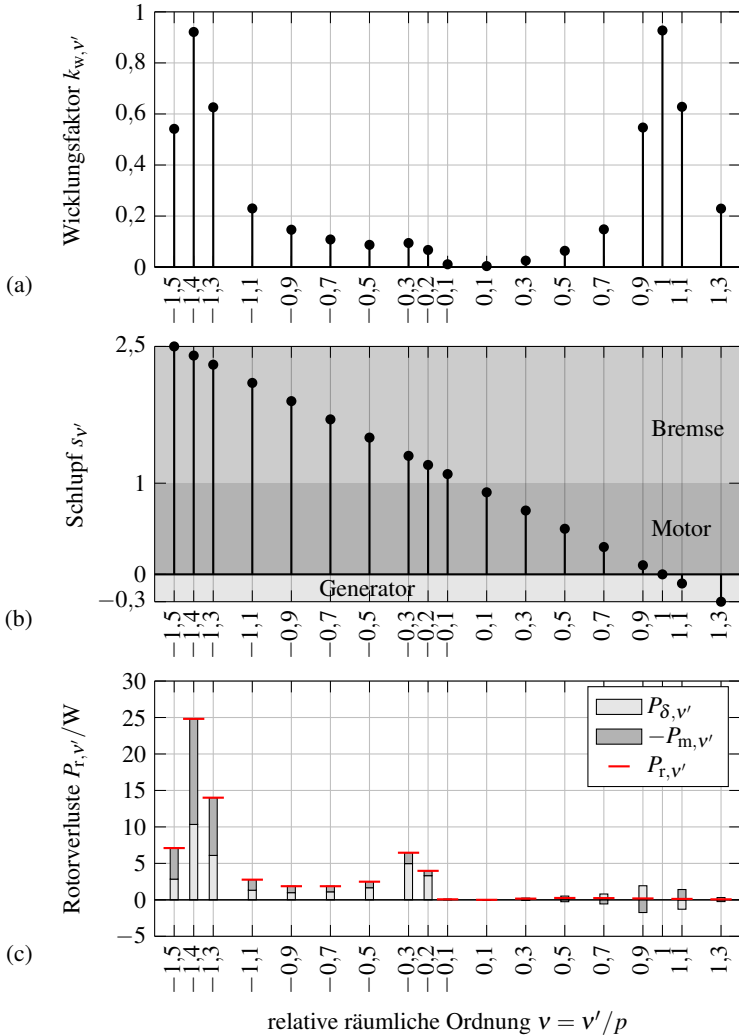 1
0,8
0,6
0,4
0,2
0
Wicklungsfaktor k_{w,ν′}
(a)
−1,5 −1,4 −1,3 −1,1 −0,9 −0,7 −0,5 −0,3 −0,2 −0,1 0,1 0,3 0,5 0,7 0,9 1 1,1 1,3
2,5
1
0
−0,3
Schlupf s_{ν′}
Bremse
Motor
Generator
(b)
−1,5 −1,4 −1,3 −1,1 −0,9 −0,7 −0,5 −0,3 −0,2 −0,1 0,1 0,3 0,5 0,7 0,9 1 1,1 1,3
30
25
20
15
10
5
0
−5
Rotorverluste P_{r,ν′}/W
P_{δ,ν′}
−P_{m,ν′}
P_{r,ν′}
(c)
−1,5 −1,4 −1,3 −1,1 −0,9 −0,7 −0,5 −0,3 −0,2 −0,1 0,1 0,3 0,5 0,7 0,9 1 1,1 1,3
relative räumliche Ordnung ν = ν′/p